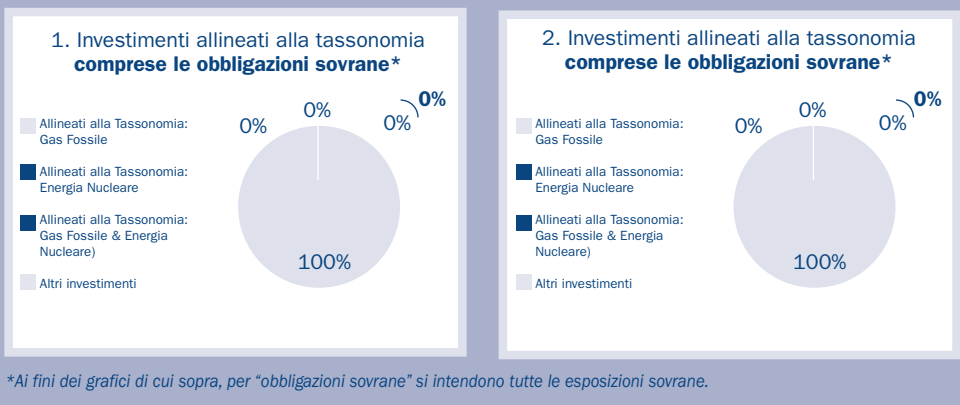 1. Investimenti allineati alla tassonomia
comprese le obbligazioni sovrane*
0%
0%
0%
0%
Allineati alla Tassonomia:
Gas Fossile
Allineati alla Tassonomia:
Energia Nucleare
Allineati alla Tassonomia:
Gas Fossile & Energia
Nucleare)
Altri investimenti
100%
2. Investimenti allineati alla tassonomia
comprese le obbligazioni sovrane*
0%
0%
0%
0%
Allineati alla Tassonomia:
Gas Fossile
Allineati alla Tassonomia:
Energia Nucleare
Allineati alla Tassonomia:
Gas Fossile & Energia
Nucleare)
Altri investimenti
100%
*Ai fini dei grafici di cui sopra, per “obbligazioni sovrane” si intendono tutte le esposizioni sovrane.